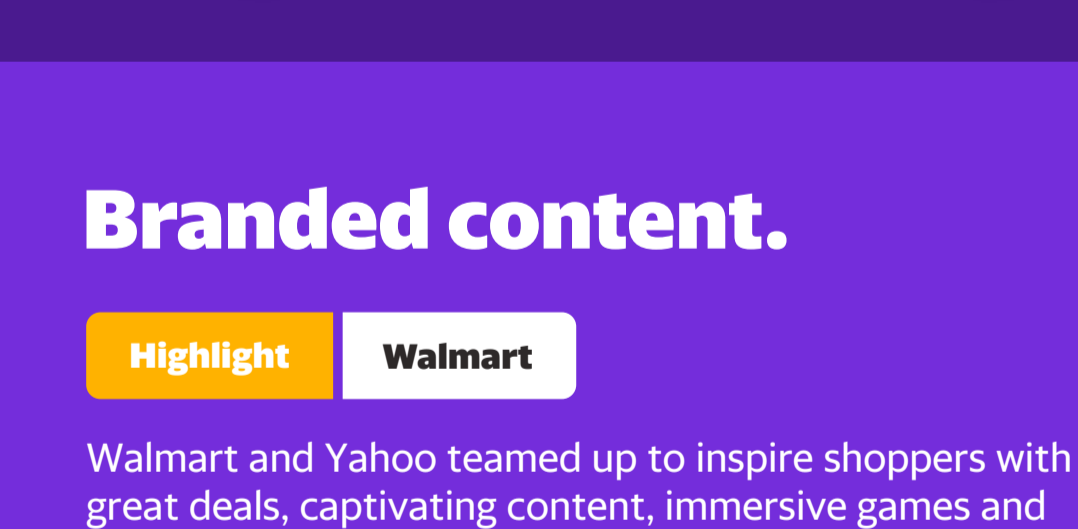 Branded content.
Highlight Walmart
Walmart and Yahoo teamed up to inspire shoppers with
great deals, captivating content, immersive games and